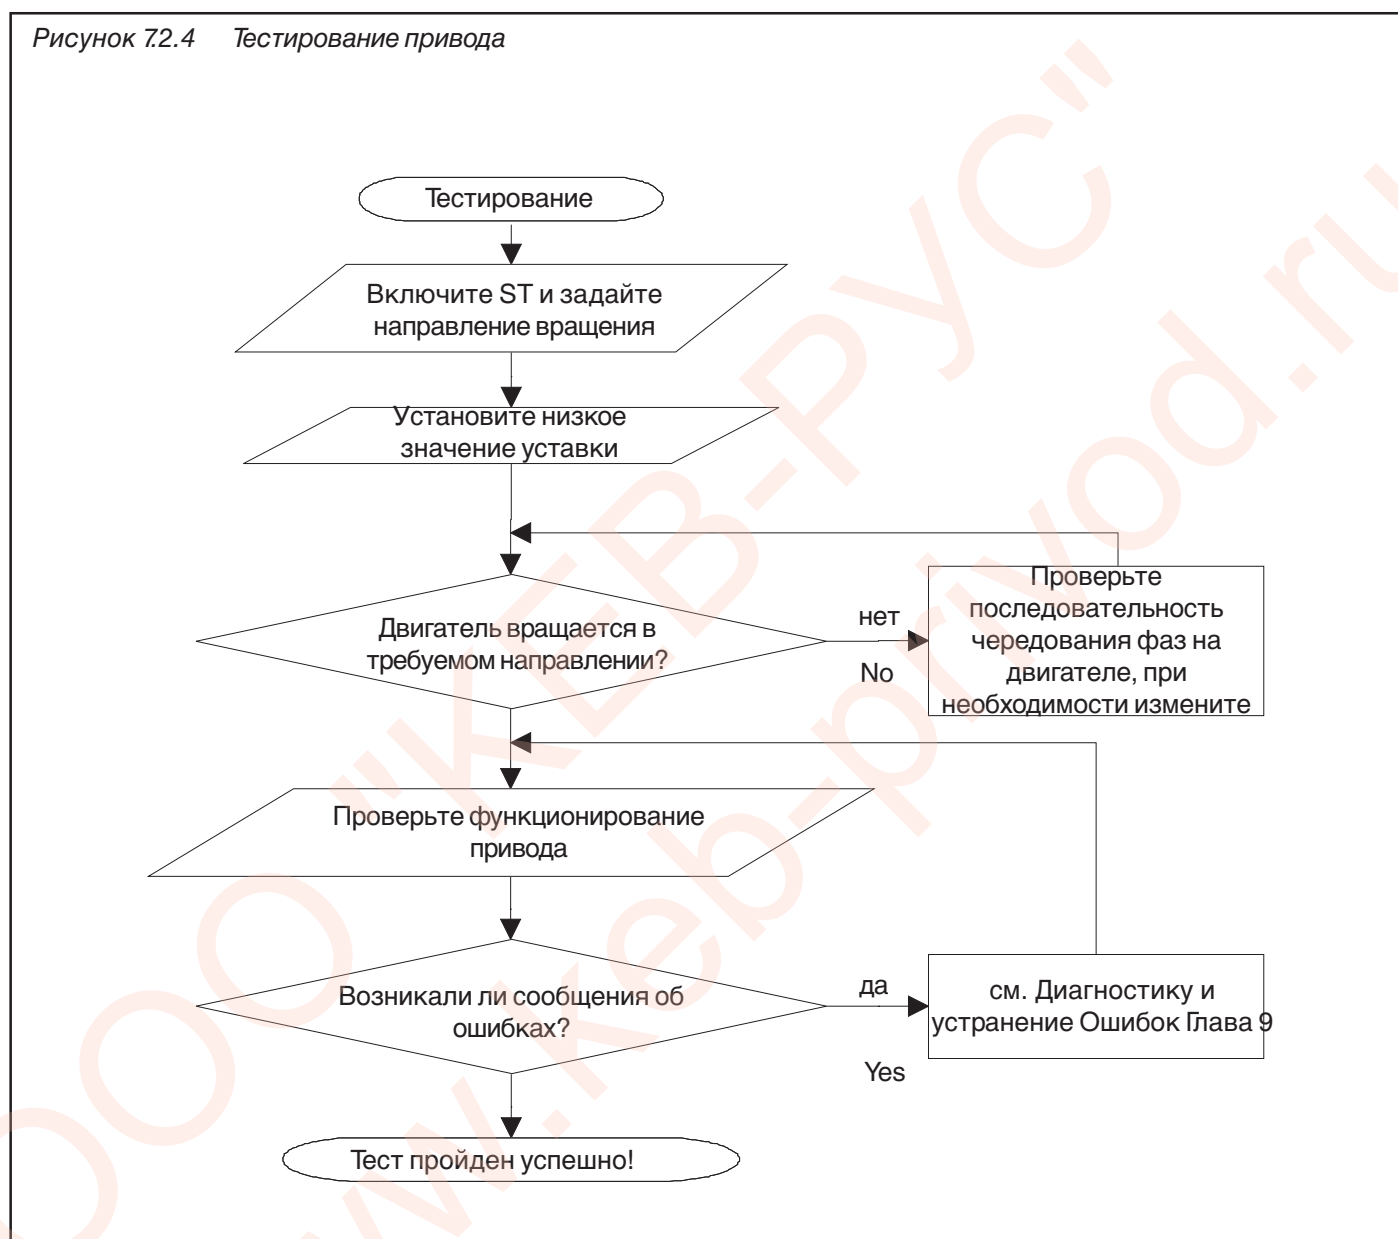 Рисунок 7.2.4 Тестирование привода
Тестирование
Включите ST и задайте
направление вращения
Установите низкое
значение уставки
Двигатель вращается в
требуемом направлении?
нет
No
Проверьте
последовательность
чередования фаз на
двигателе, при
необходимости измените
Проверьте функционирование
привода
Возникали ли сообщения об
ошибках?
да
Yes
см. Диагностику и
устранение Ошибок Глава 9
Тест пройден успешно!
ООО "КЕВ-РУС"
www.keb-privod.ru